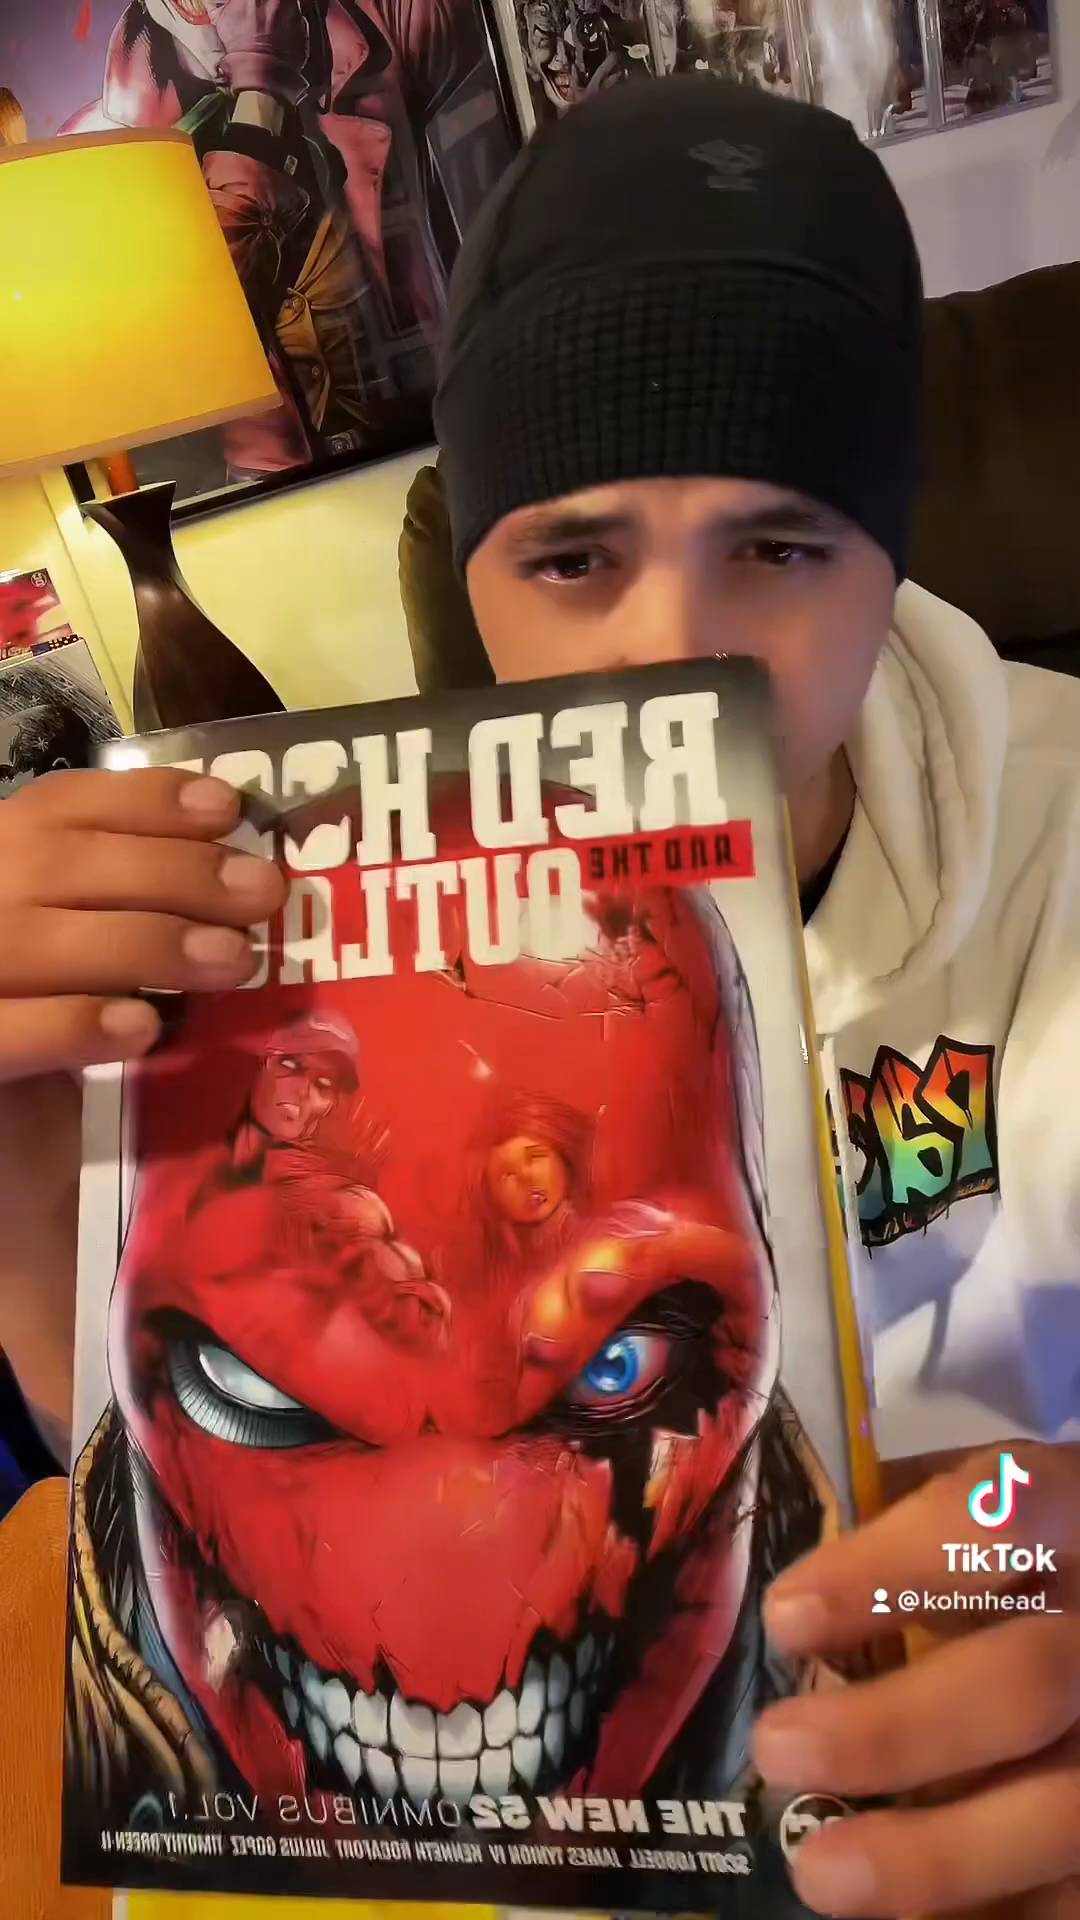 RED HOO
AND THE
OUTLA
THE NEW 52 OMNIBUS VOL.1
SCOTT LOBDELL JAMES TYNION IV KENNETH ROCAFORT JULIUS GOPEZ TIMOTHY GREEN II
TikTok
@kohnhead_